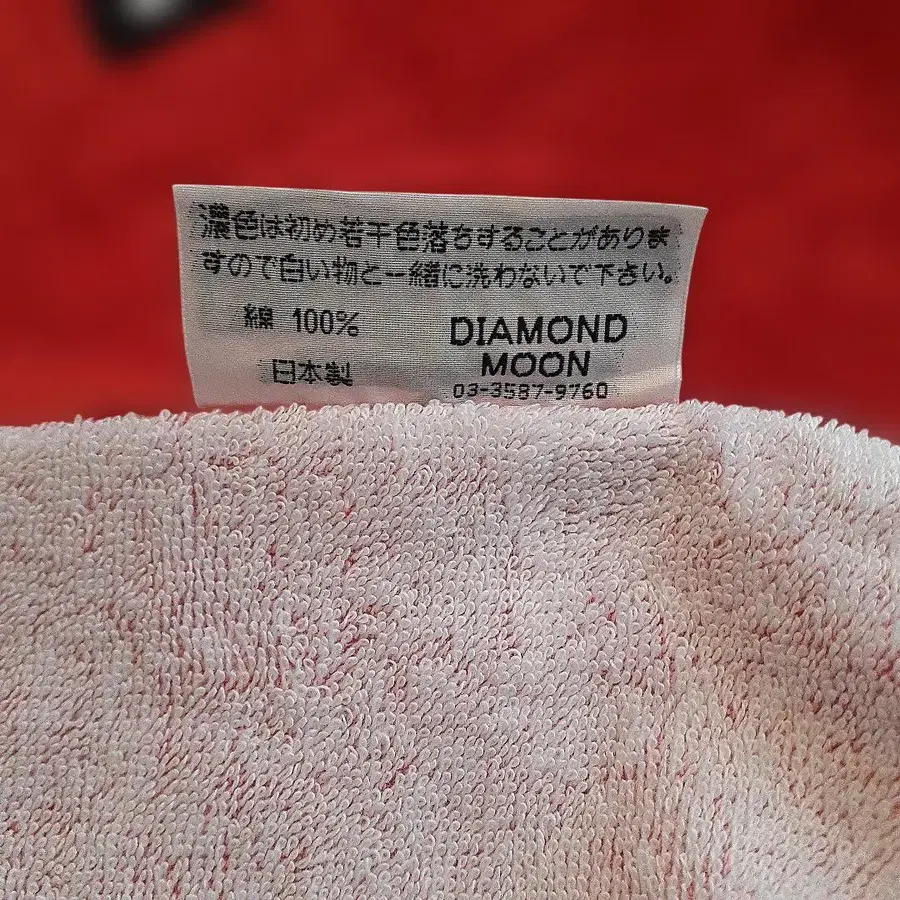 濃色は初め若干色落ちすることがありま
すので白い物と一緒に洗わないで下さい。
綿 100%
日本製
DIAMOND
MOON
03-3587-9760